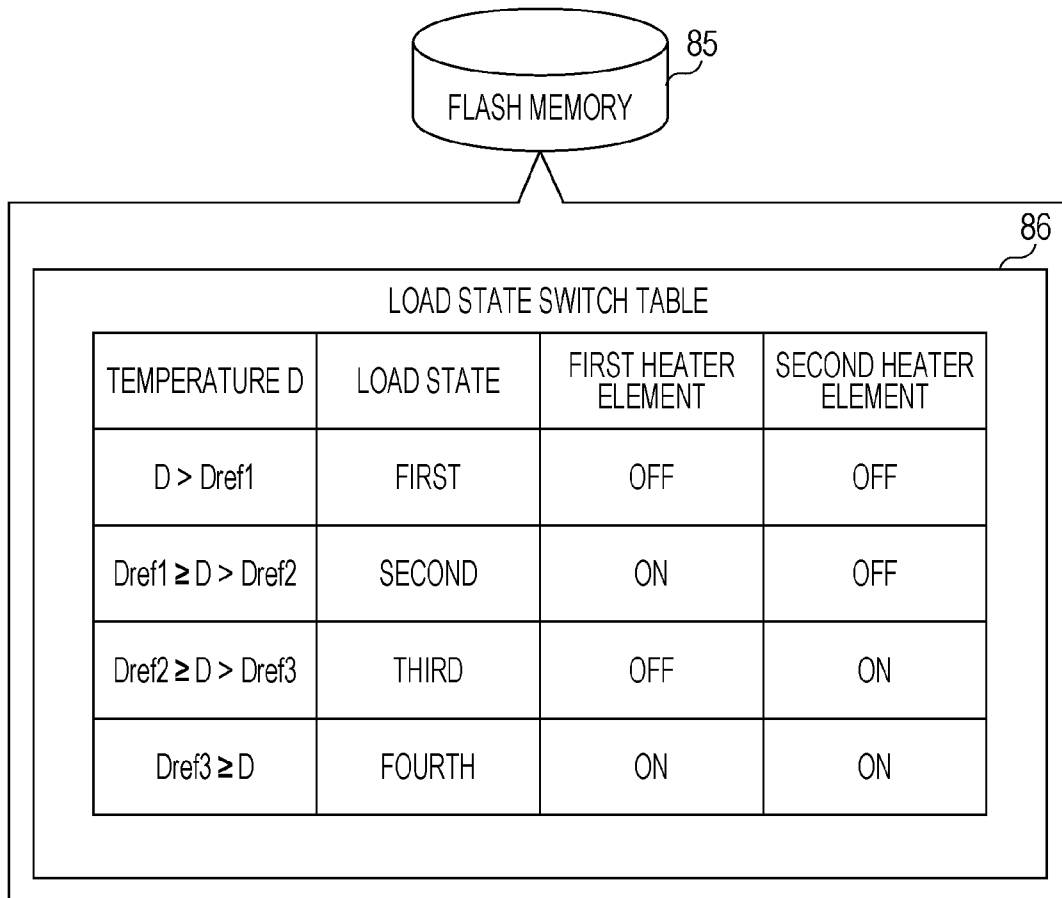 85
FLASH MEMORY
86
LOAD STATE SWITCH TABLE
TEMPERATURE D LOAD STATE FIRST HEATER ELEMENT SECOND HEATER ELEMENT
D > Dref1 FIRST OFF OFF
Dref1 ≥ D > Dref2 SECOND ON OFF
Dref2 ≥ D > Dref3 THIRD OFF ON
Dref3 ≥ D FOURTH ON ON